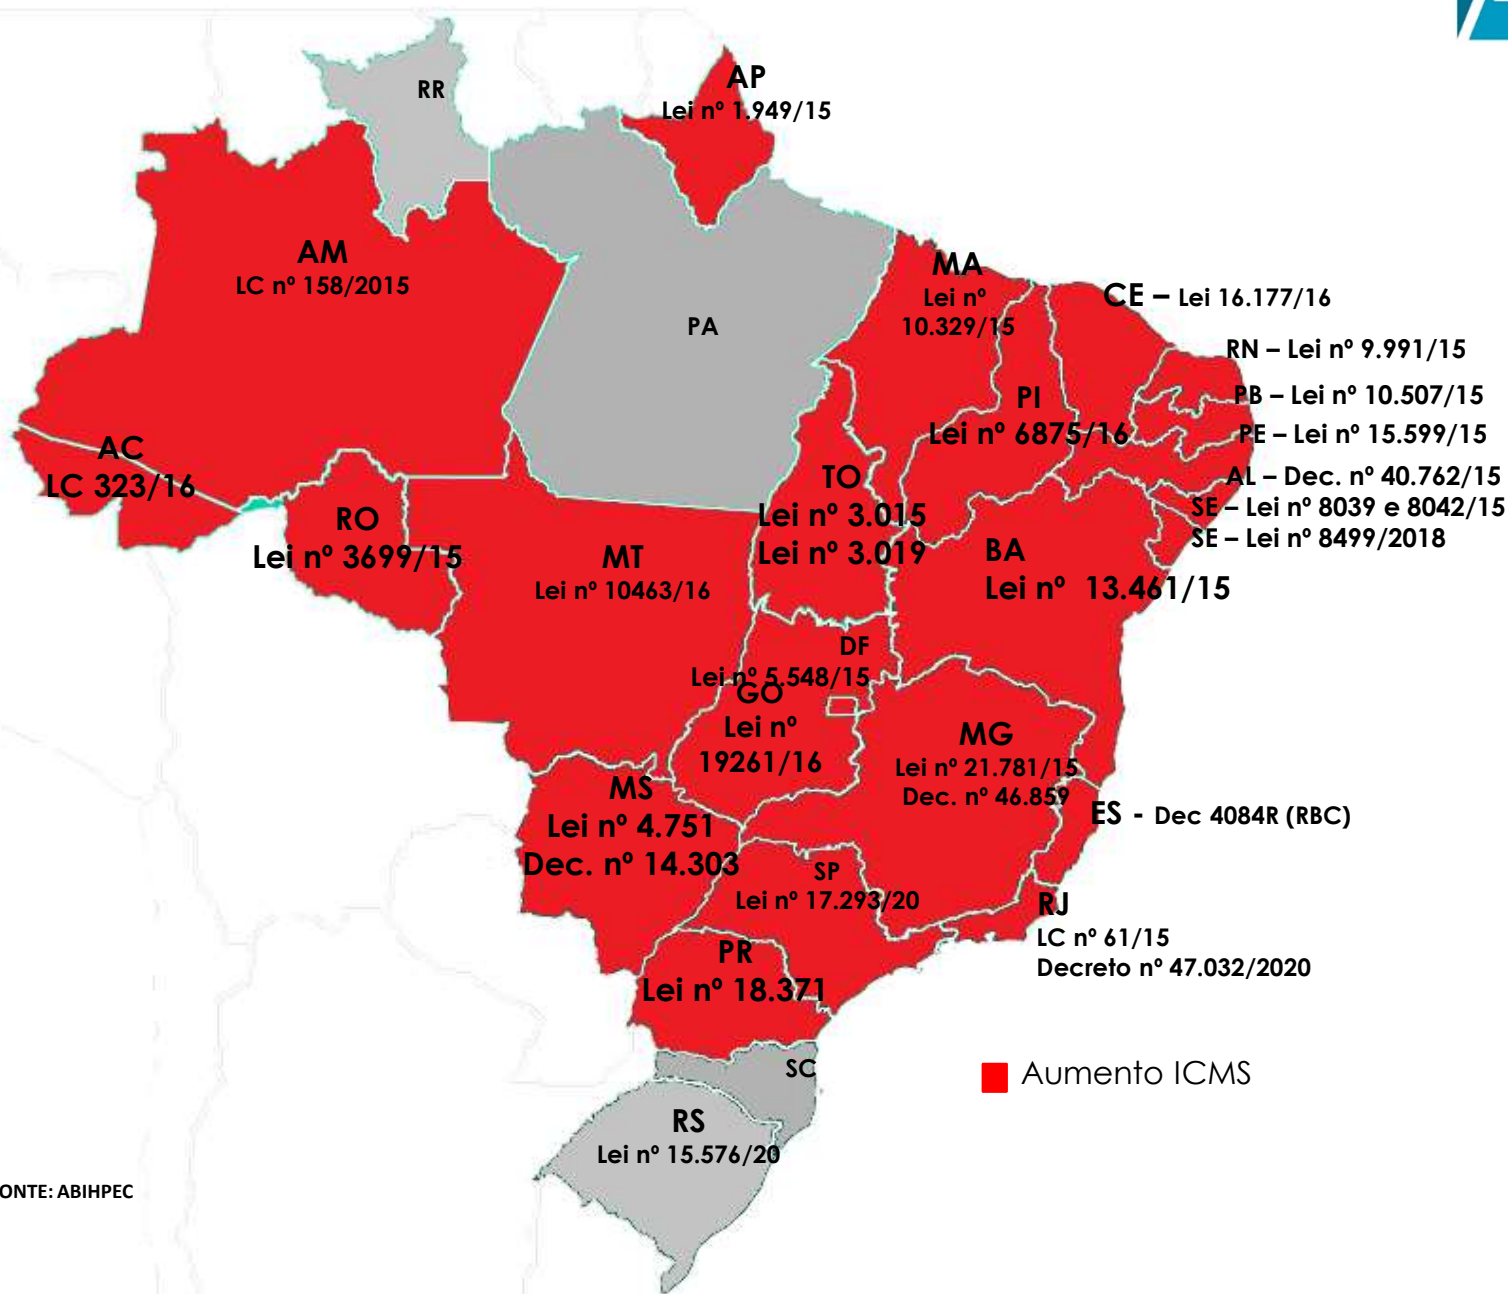 RR
AP
Lei nº 1.949/15
AM
LC nº 158/2015
PA
MA
Lei nº
10.329/15
CE – Lei 16.177/16
RN – Lei nº 9.991/15
PB – Lei nº 10.507/15
PE – Lei nº 15.599/15
AL – Dec. nº 40.762/15
SE – Lei nº 8039 e 8042/15
SE – Lei nº 8499/2018
PI
Lei nº 6875/16
AC
LC 323/16
RO
Lei nº 3699/15
TO
Lei nº 3.015
Lei nº 3.019
MT
Lei nº 10463/16
BA
Lei nº 13.461/15
DF
Lei nº 5.548/15
GO
Lei nº
19261/16
MG
Lei nº 21.781/15
Dec. nº 46.859
ES - Dec 4084R (RBC)
MS
Lei nº 4.751
Dec. nº 14.303
SP
Lei nº 17.293/20
RJ
LC nº 61/15
Decreto nº 47.032/2020
PR
Lei nº 18.371
SC
Aumento ICMS
RS
Lei nº 15.576/20
ONTE: ABIHPEC